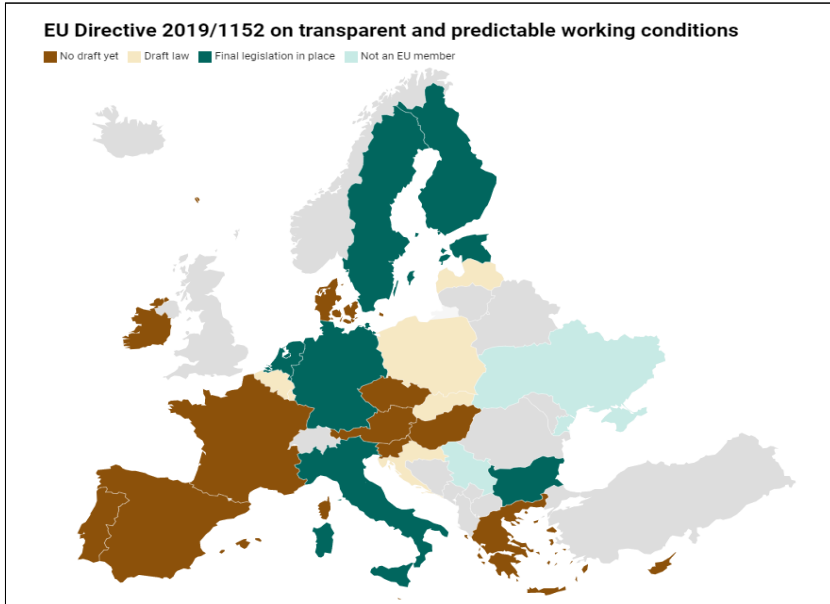 EU Directive 2019/1152 on transparent and predictable working conditions
No draft yet Draft law Final legislation in place Not an EU member